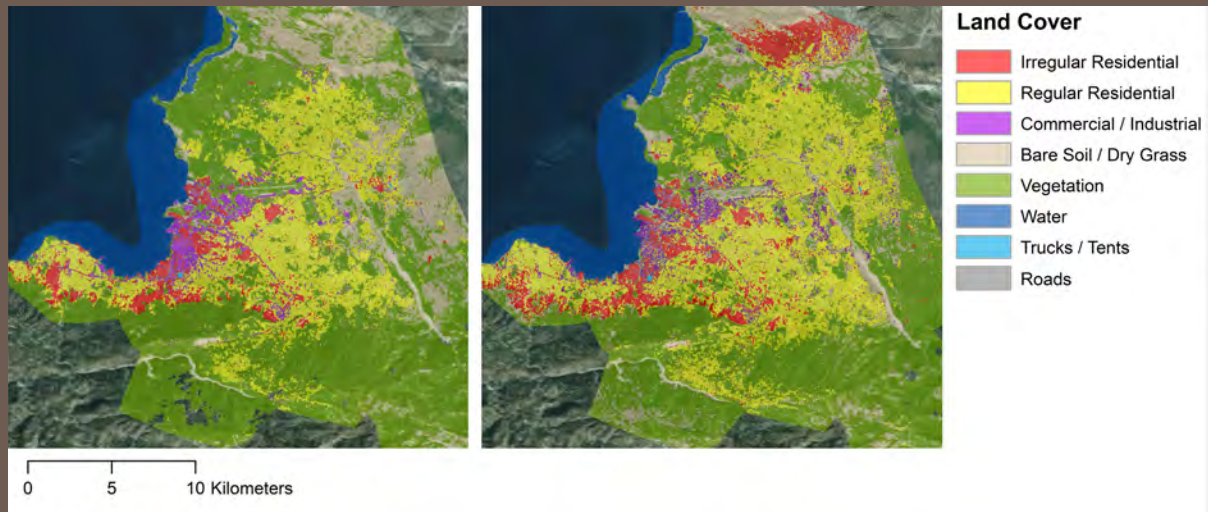 Land Cover
Irregular Residential
Regular Residential
Commercial / Industrial
Bare Soil / Dry Grass
Vegetation
Water
Trucks / Tents
Roads
0 5 10 Kilometers